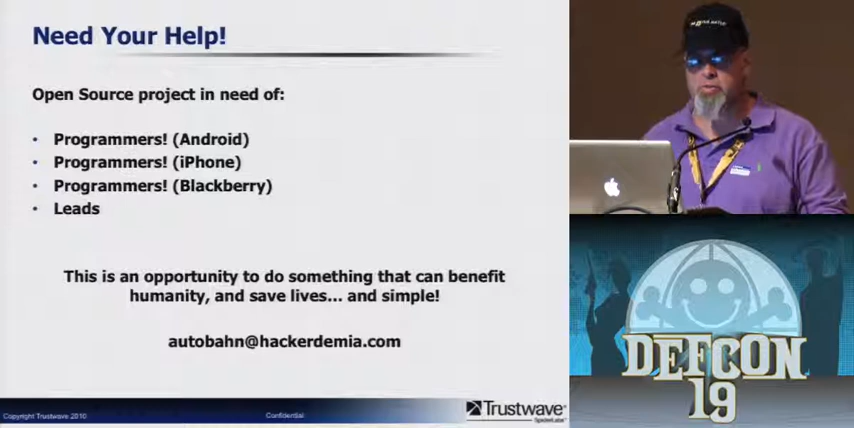 Need Your Help!
Open Source project in need of:
• Programmers! (Android)
• Programmers! (iPhone)
• Programmers! (Blackberry)
• Leads
This is an opportunity to do something that can benefit
humanity, and save lives... and simple!
autobahn@hackerdemia.com
Copyright Trustwave 2010
Confidential
Trustwave®
SpiderLabs®
DEFCON
19